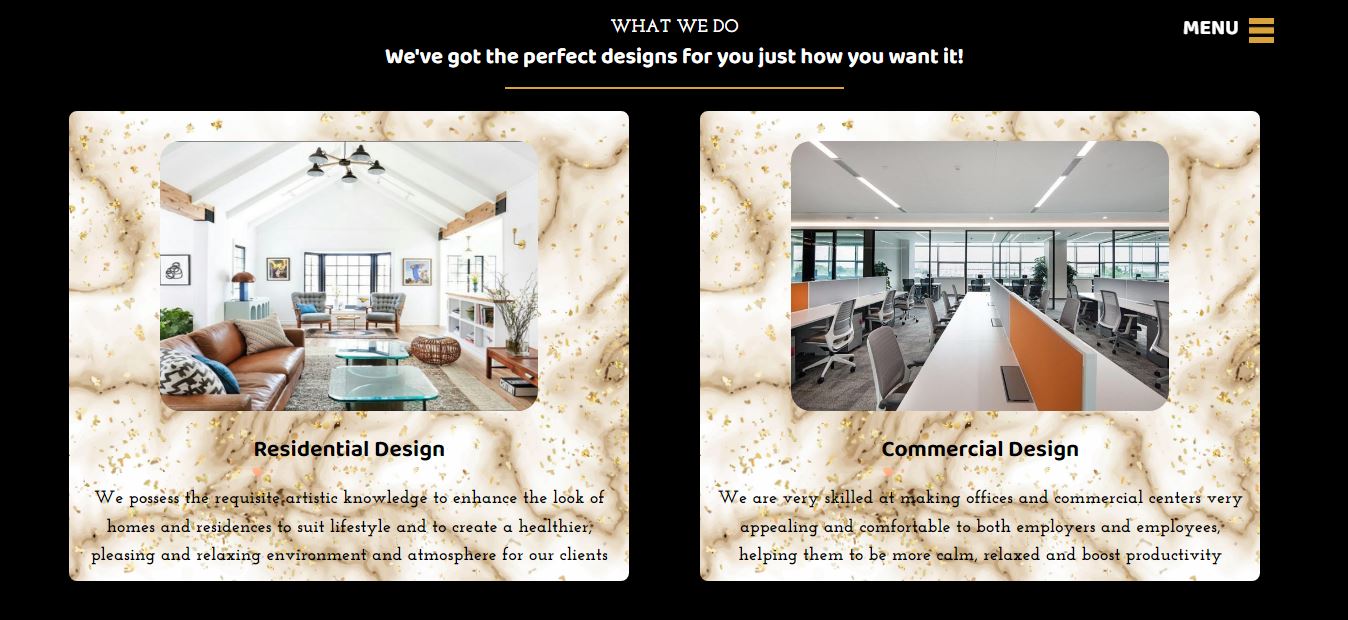 WHAT WE DO
MENU
We've got the perfect designs for you just how you want it!
Residential Design
We possess the requisite artistic knowledge to enhance the look of
homes and residences to suit lifestyle and to create a healthier,
pleasing and relaxing environment and atmosphere for our clients
Commercial Design
We are very skilled at making offices and commercial centers very
appealing and comfortable to both employers and employees,
helping them to be more calm, relaxed and boost productivity